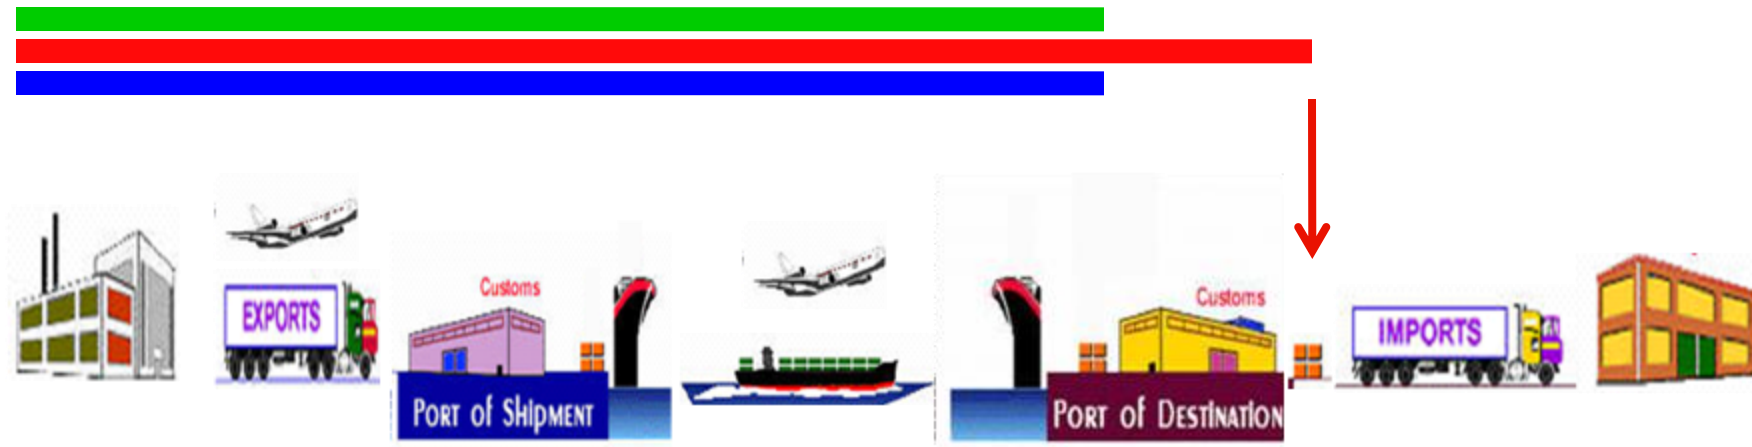 EXPORTS
Customs
PORT of SHIPMENT
Customs
PORT of DESTINATION
IMPORTS